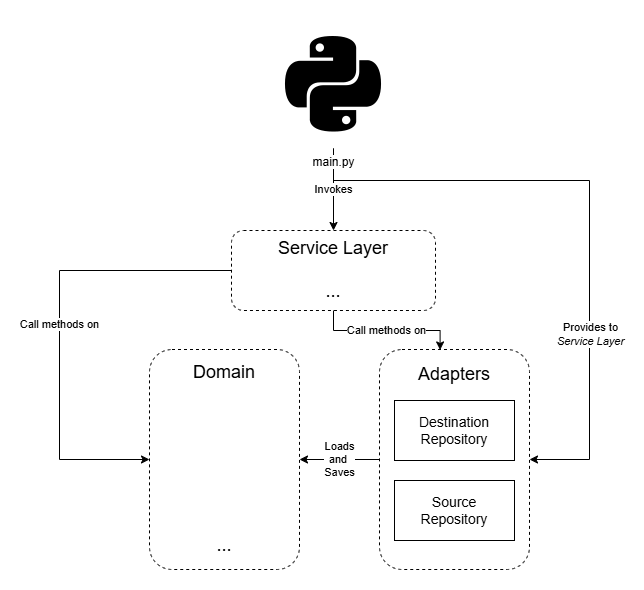 main.py
Invokes
Service Layer
...
Call methods on
Call methods on
Provides to
Service Layer
Domain
...
Adapters
Destination
Repository
Loads
and
Saves
Source
Repository